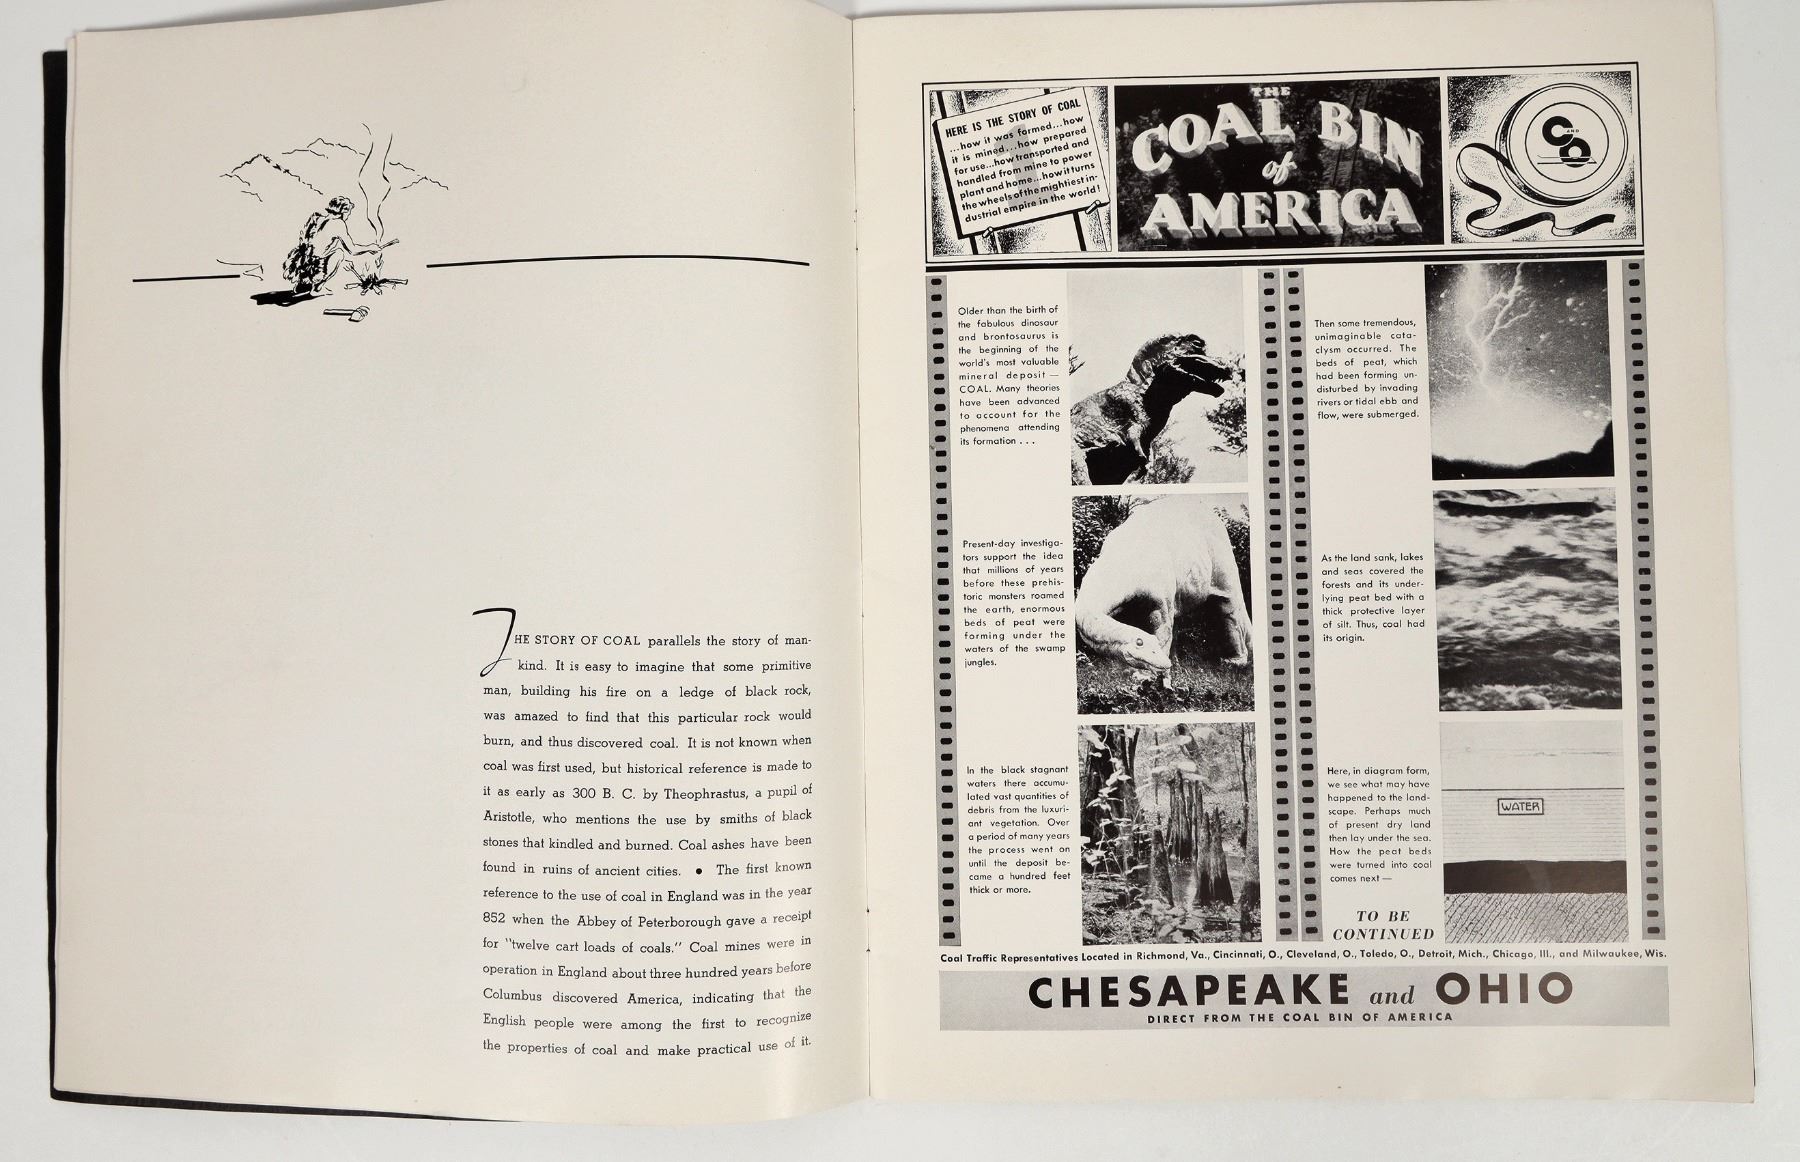 THE STORY OF COAL parallels the story of man-
kind. It is easy to imagine that some primitive
man, building his fire on a ledge of black rock,
was amazed to find that this particular rock would
burn, and thus discovered coal. It is not known when
coal was first used, but historical reference is made to
it as early as 300 B. C. by Theophrastus, a pupil of
Aristotle, who mentions the use by smiths of black
stones that kindled and burned. Coal ashes have been
found in ruins of ancient cities. • The first known
reference to the use of coal in England was in the year
852 when the Abbey of Peterborough gave a receipt
for "twelve cart loads of coals." Coal mines were in
operation in England about three hundred years before
Columbus discovered America, indicating that the
English people were among the first to recognize
the properties of coal and make practical use of it.
HERE IS THE STORY OF COAL
...how it was formed...how
it is mined...how prepared
for use...how transported and
handled from mine to power
plant and home...how it turns
the wheels of the mightiest in-
dustrial empire in the world!
THE
COAL BIN
of
AMERICA
C AND O
Older than the birth of
the fabulous dinosaur
and brontosaurus is
the beginning of the
world's most valuable
mineral deposit —
COAL. Many theories
have been advanced
to account for the
phenomena attending
its formation . . .
Present-day investiga-
tors support the idea
that millions of years
before these prehis-
toric monsters roamed
the earth, enormous
beds of peat were
forming under the
waters of the swamp
jungles.
In the black stagnant
waters there accumu-
lated vast quantities of
debris from the luxuri-
ant vegetation. Over
a period of many years
the process went on
until the deposit be-
came a hundred feet
thick or more.
Then some tremendous,
unimaginable cata-
clysm occurred. The
beds of peat, which
had been forming un-
disturbed by invading
rivers or tidal ebb and
flow, were submerged.
As the land sank, lakes
and seas covered the
forests and its under-
lying peat bed with a
thick protective layer
of silt. Thus, coal had
its origin.
Here, in diagram form,
we see what may have
happened to the land-
scape. Perhaps much
of present dry land
then lay under the sea.
How the peat beds
were turned into coal
comes next —
WATER
TO BE
CONTINUED
Coal Traffic Representatives Located in Richmond, Va., Cincinnati, O., Cleveland, O., Toledo, O., Detroit, Mich., Chicago, Ill., and Milwaukee, Wis.
CHESAPEAKE and OHIO
DIRECT FROM THE COAL BIN OF AMERICA